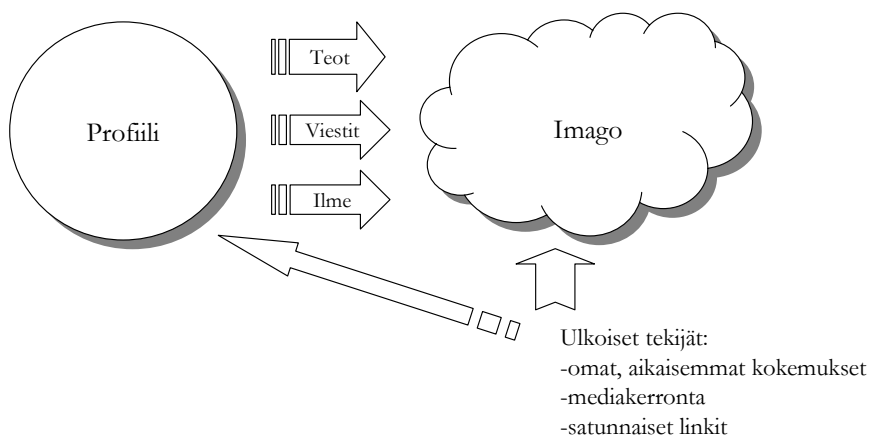 Teot
Profiili
Viestit
Imago
Ilme
Ulkoiset tekijät:
-omat, aikaisemmat kokemukset
-mediakerronta
-satunnaiset linkit